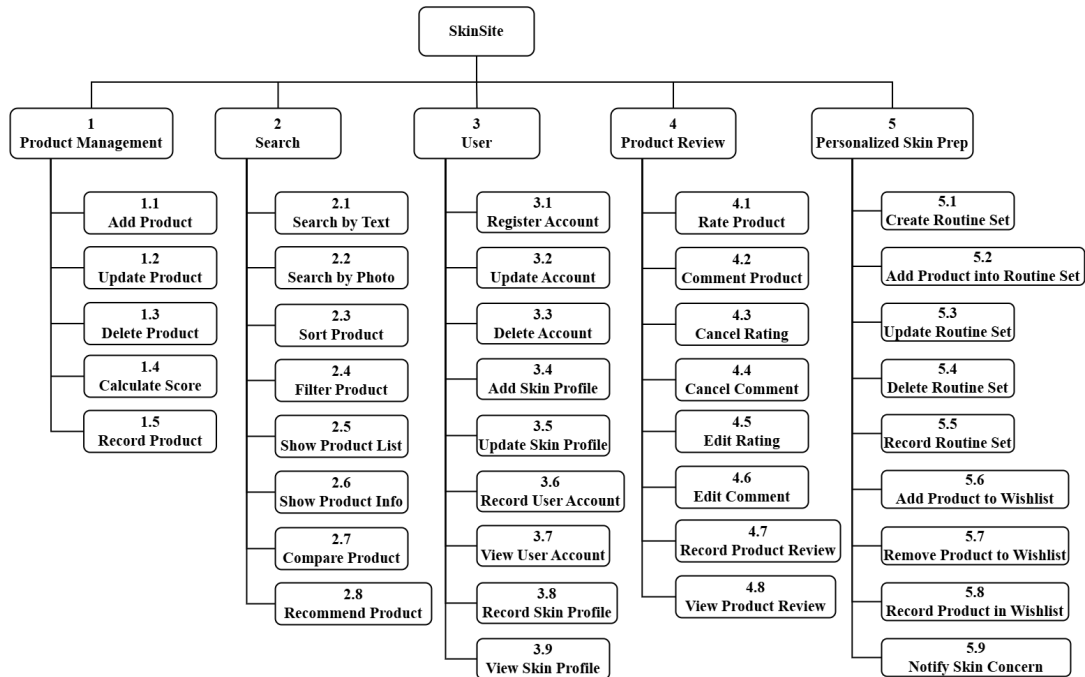 SkinSite
1
Product Management
2
Search
3
User
4
Product Review
5
Personalized Skin Prep
1.1
Add Product
1.2
Update Product
1.3
Delete Product
1.4
Calculate Score
1.5
Record Product
2.1
Search by Text
2.2
Search by Photo
2.3
Sort Product
2.4
Filter Product
2.5
Show Product List
2.6
Show Product Info
2.7
Compare Product
2.8
Recommend Product
3.1
Register Account
3.2
Update Account
3.3
Delete Account
3.4
Add Skin Profile
3.5
Update Skin Profile
3.6
Record User Account
3.7
View User Account
3.8
Record Skin Profile
3.9
View Skin Profile
4.1
Rate Product
4.2
Comment Product
4.3
Cancel Rating
4.4
Cancel Comment
4.5
Edit Rating
4.6
Edit Comment
4.7
Record Product Review
4.8
View Product Review
5.1
Create Routine Set
5.2
Add Product into Routine Set
5.3
Update Routine Set
5.4
Delete Routine Set
5.5
Record Routine Set
5.6
Add Product to Wishlist
5.7
Remove Product to Wishlist
5.8
Record Product in Wishlist
5.9
Notify Skin Concern